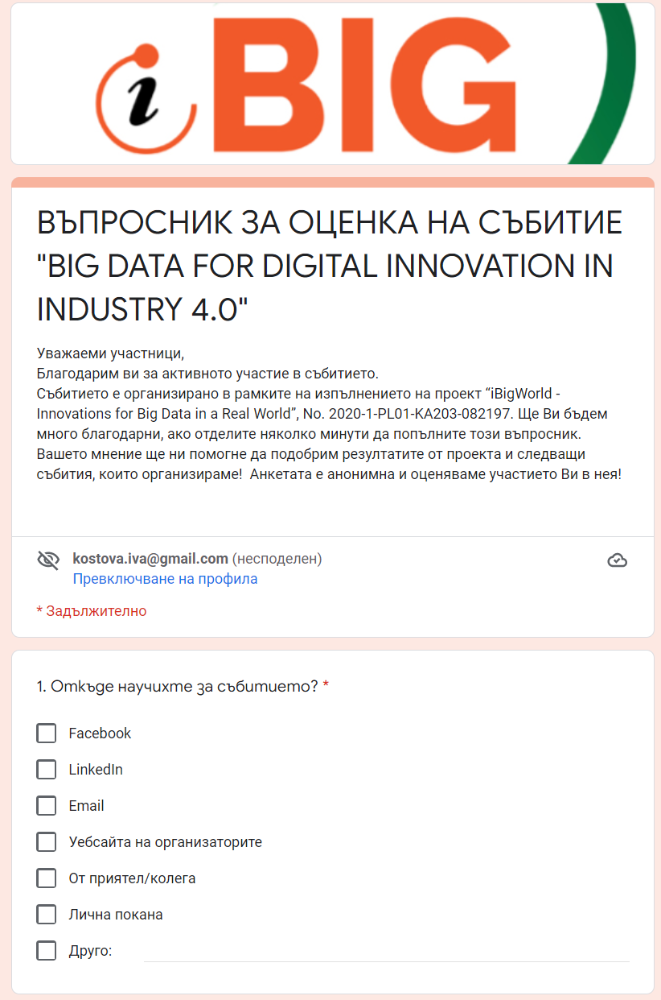 i BIG
ВЪПРОСНИК ЗА ОЦЕНКА НА СЪБИТИЕ
"BIG DATA FOR DIGITAL INNOVATION IN
INDUSTRY 4.0"
Уважаеми участници,
Благодарим ви за активното участие в събитието.
Събитието е организирано в рамките на изпълнението на проект “iBigWorld -
Innovations for Big Data in a Real World”, No. 2020-1-PL01-KA203-082197. Ще Ви бъдем
много благодарни, ако отделите няколко минути да попълните този въпросник.
Вашето мнение ще ни помогне да подобрим резултатите от проекта и следващи
събития, които организираме!  Анкетата е анонимна и оценяваме участието Ви в нея!
kostova.iva@gmail.com (несподелен)
Превключване на профила
* Задължително
1. Откъде научихте за събитието? *
Facebook
LinkedIn
Email
Уебсайта на организаторите
От приятел/колега
Лична покана
Друго: